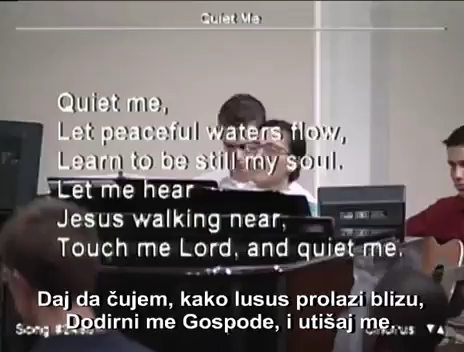 Quiet Me
Quiet me,
Let peaceful waters flow,
Learn to be still my soul.
Let me hear
Jesus walking near,
Touch me Lord, and quiet me.
Daj da čujem, kako Iusus prolazi blizu,
Dodirni me Gospode, i utišaj me.
Song
Chorus: